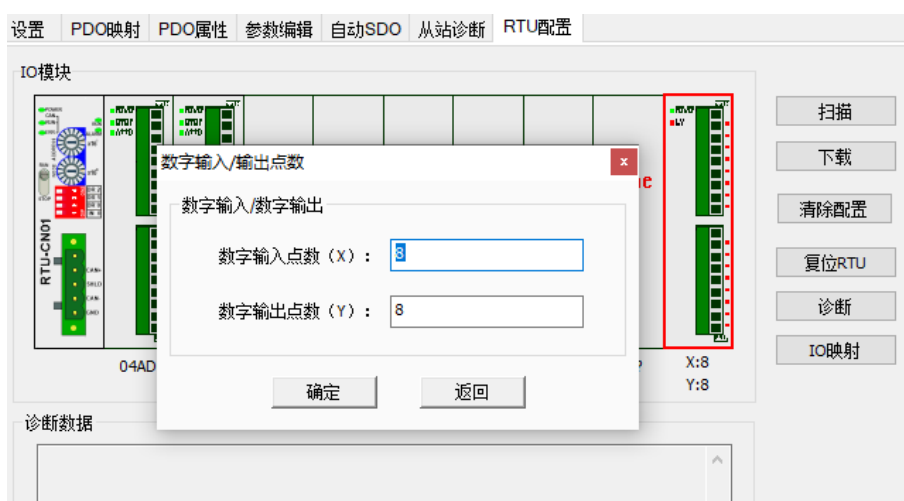 设置 PDO映射 PDO属性 参数编辑 自动SDO 从站诊断 RTU配置
IO模块
扫描
下载
清除配置
复位RTU
诊断
IO映射
RTU-CN01
数字输入/输出点数
x
数字输入/数字输出
数字输入点数(X): 8
数字输出点数(Y): 8
确定 返回
04AD
X:8
Y:8
诊断数据